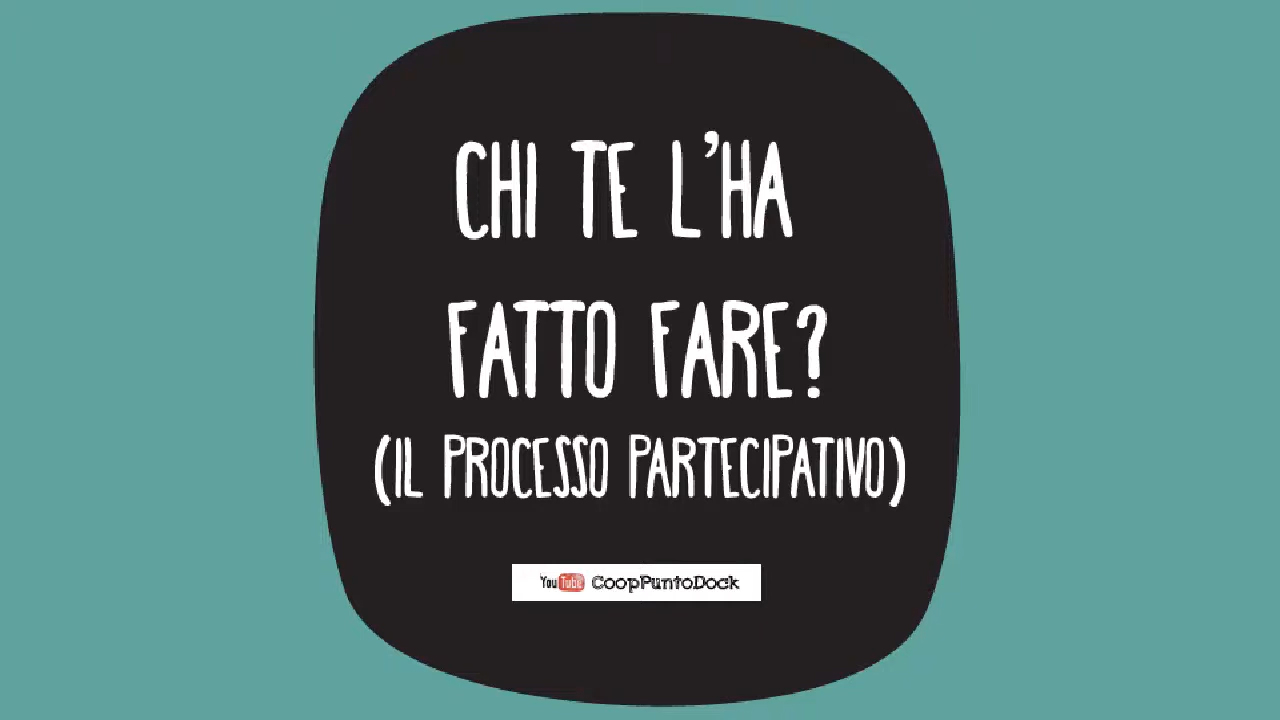 CHI TE L'HA
FATTO FARE?
(IL PROCESSO PARTECIPATIVO)
YouTube CoopPuntoDock